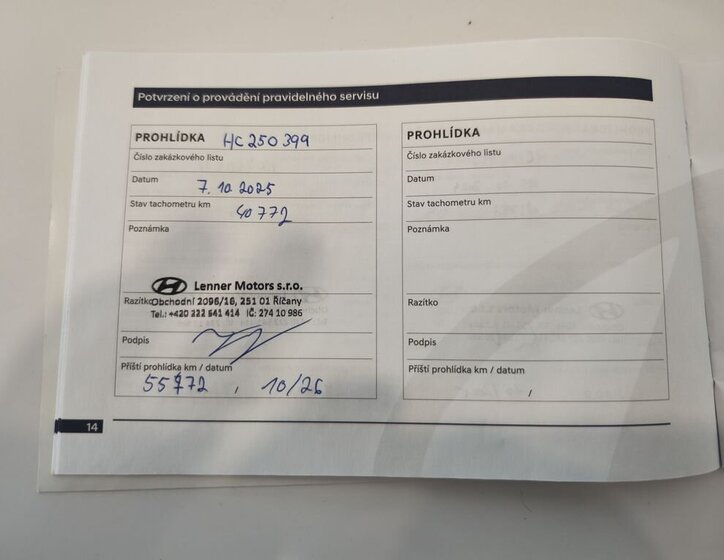 Potvrzení o provádění pravidelného servisu
PROHLÍDKA HC 250 399
Číslo zakázkového listu
Datum 7. 10 2025
Stav tachometru km 40 772
Poznámka
Lenner Motors s.r.o.
Razítko Obchodní 2096/16, 251 01 Říčany
Tel.: +420 222 541 414 IČ: 274 10 986
Podpis
Příští prohlídka km / datum
55772, 10/26
PROHLÍDKA
Číslo zakázkového listu
Datum
Stav tachometru km
Poznámka
Razítko
Podpis
Příští prohlídka km / datum
/
14